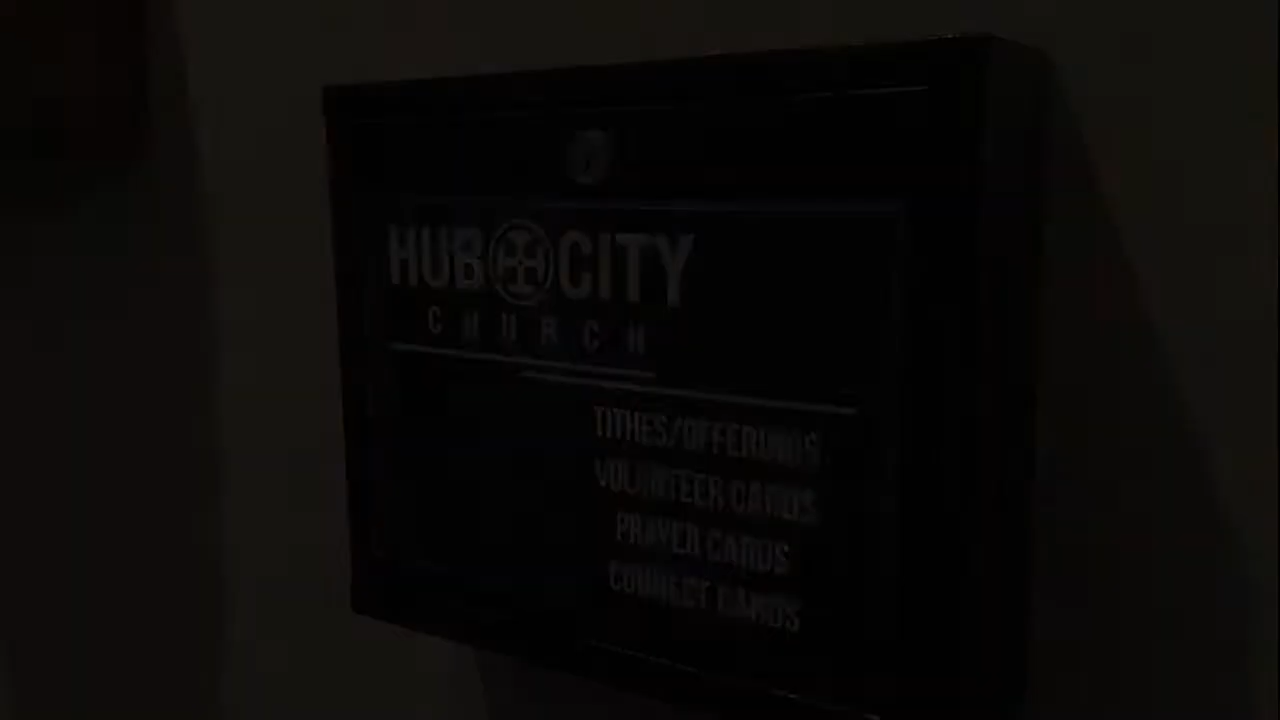 HUB CITY
CHURCH
TITHES/OFFERINGS
VOLUNTEER CARDS
PRAYER CARDS
CONNECT CARDS